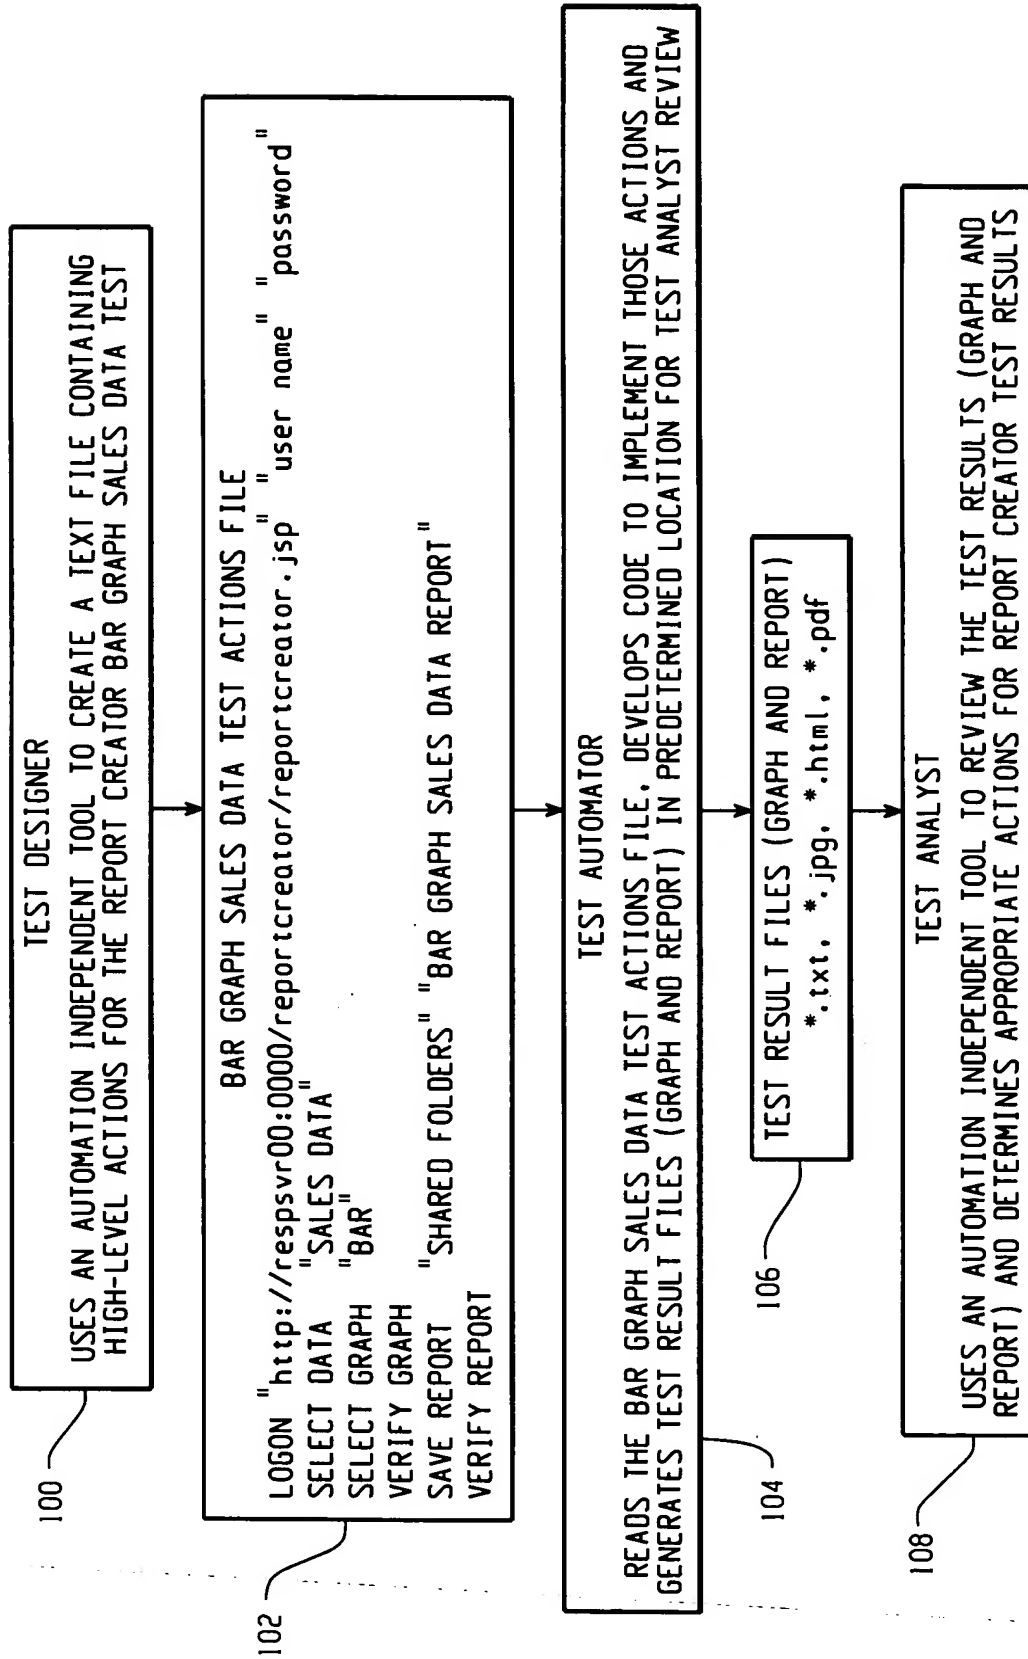 TEST DESIGNER
USES AN AUTOMATION INDEPENDENT TOOL TO CREATE A TEXT FILE CONTAINING
HIGH-LEVEL ACTIONS FOR THE REPORT CREATOR BAR GRAPH SALES DATA TEST
100
BAR GRAPH SALES DATA TEST ACTIONS FILE
LOGON "http://respsvr00:0000/reportcreator/reportcreator.jsp" "user name" "password"
SELECT DATA "SALES DATA"
SELECT GRAPH "BAR"
VERIFY GRAPH
SAVE REPORT "SHARED FOLDERS" "BAR GRAPH SALES DATA REPORT"
VERIFY REPORT
102
TEST AUTOMATOR
READS THE BAR GRAPH SALES DATA TEST ACTIONS FILE, DEVELOPS CODE TO IMPLEMENT THOSE ACTIONS AND
GENERATES TEST RESULT FILES (GRAPH AND REPORT) IN PREDETERMINED LOCATION FOR TEST ANALYST REVIEW
104
TEST RESULT FILES (GRAPH AND REPORT)
*.txt, *.jpg, *.html, *.pdf
106
TEST ANALYST
USES AN AUTOMATION INDEPENDENT TOOL TO REVIEW THE TEST RESULTS (GRAPH AND
REPORT) AND DETERMINES APPROPRIATE ACTIONS FOR REPORT CREATOR TEST RESULTS
108